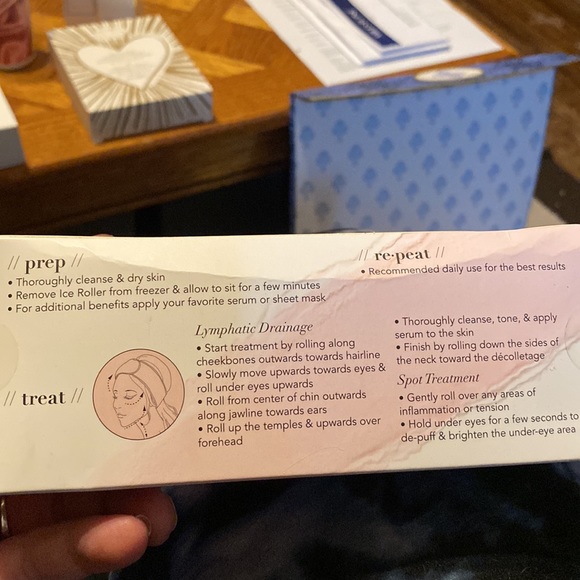 // prep //
• Thoroughly cleanse & dry skin
• Remove Ice Roller from freezer & allow to sit for a few minutes
• For additional benefits apply your favorite serum or sheet mask
// re•peat //
• Recommended daily use for the best results
// treat //
Lymphatic Drainage
• Start treatment by rolling along
cheekbones outwards towards hairline
• Slowly move upwards towards eyes &
roll under eyes upwards
• Roll from center of chin outwards
along jawline towards ears
• Roll up the temples & upwards over
forehead
• Thoroughly cleanse, tone, & apply
serum to the skin
• Finish by rolling down the sides of
the neck toward the décolletage
Spot Treatment
• Gently roll over any areas of
inflammation or tension
• Hold under eyes for a few seconds to
de-puff & brighten the under-eye area